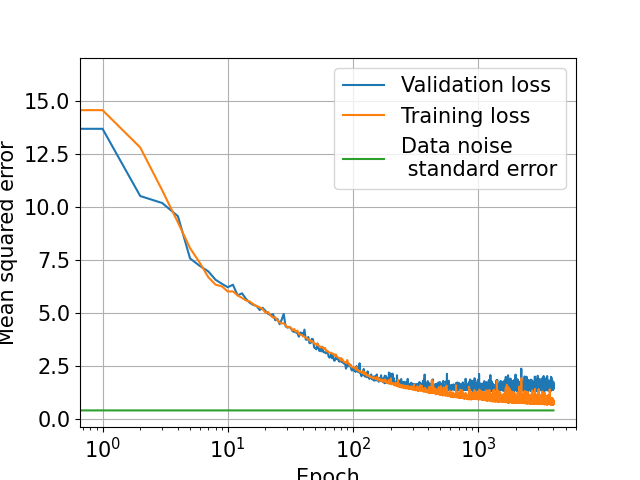 Validation loss
Training loss
Data noise
standard error
15.0
12.5
10.0
7.5
5.0
2.5
0.0
Mean squared error
10⁰ 10¹ 10² 10³
Epoch